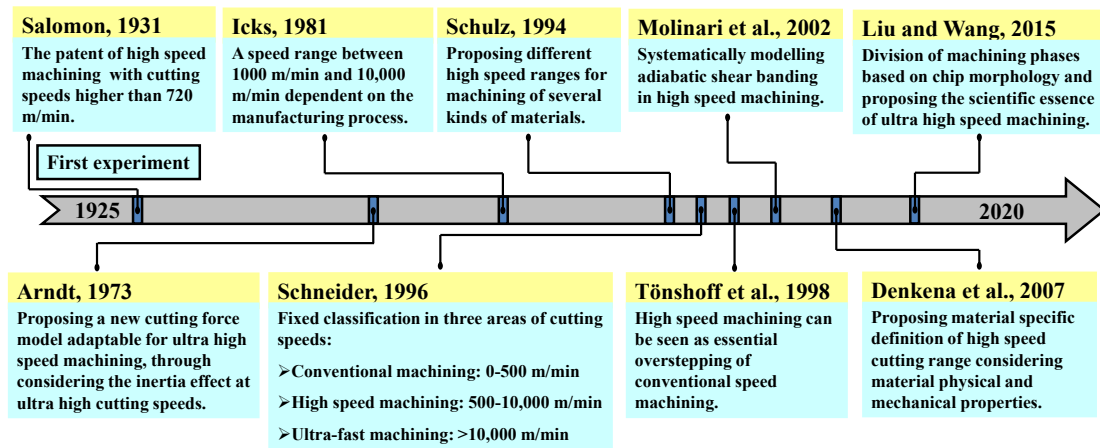 Salomon, 1931
The patent of high speed
machining with cutting
speeds higher than 720
m/min.
Icks, 1981
A speed range between
1000 m/min and 10,000
m/min dependent on the
manufacturing process.
Schulz, 1994
Proposing different
high speed ranges for
machining of several
kinds of materials.
Molinari et al., 2002
Systematically modelling
adiabatic shear banding
in high speed machining.
Liu and Wang, 2015
Division of machining phases
based on chip morphology and
proposing the scientific essence
of ultra high speed machining.
First experiment
1925
2020
Arndt, 1973
Proposing a new cutting force
model adaptable for ultra high
speed machining, through
considering the inertia effect at
ultra high cutting speeds.
Schneider, 1996
Fixed classification in three areas of cutting
speeds:
➢Conventional machining: 0-500 m/min
➢High speed machining: 500-10,000 m/min
➢Ultra-fast machining: >10,000 m/min
Tönshoff et al., 1998
High speed machining can
be seen as essential
overstepping of
conventional speed
machining.
Denkena et al., 2007
Proposing material specific
definition of high speed
cutting range considering
material physical and
mechanical properties.